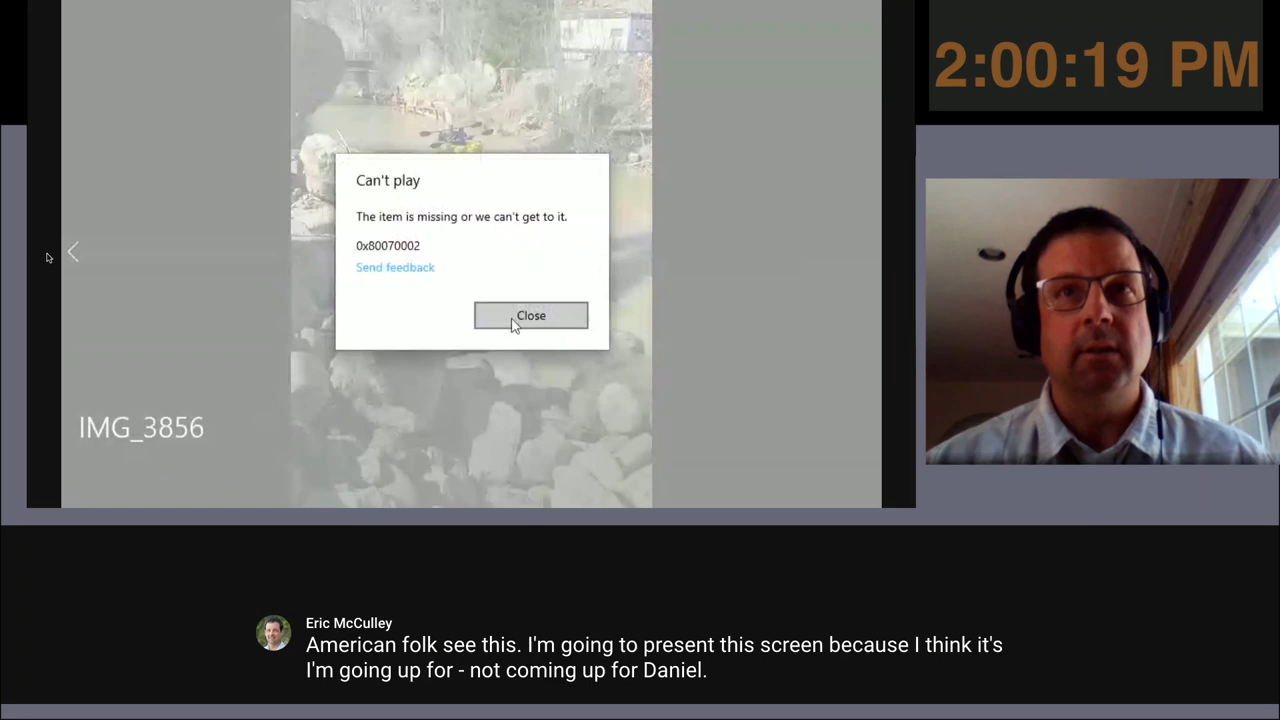 2:00:19 PM
Can't play
The item is missing or we can't get to it.
0x80070002
Send feedback
Close
IMG_3856
Eric McCulley
American folk see this. I'm going to present this screen because I think it's
I'm going up for - not coming up for Daniel.